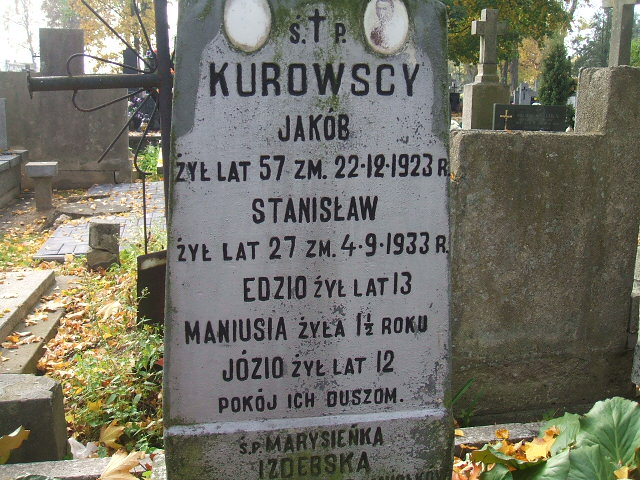 Ś. † P.
KUROWSCY
JAKÓB
ŻYŁ LAT 57 ZM. 22·12·1923 R.
STANISŁAW
ŻYŁ LAT 27 ZM. 4·9·1933 R.
EDZIO ŻYŁ LAT 13
MANIUSIA ŻYŁA 1½ ROKU
JÓZIO ŻYŁ LAT 12
POKÓJ ICH DUSZOM.
Ś.P. MARYSIEŃKA
IZDEBSKA